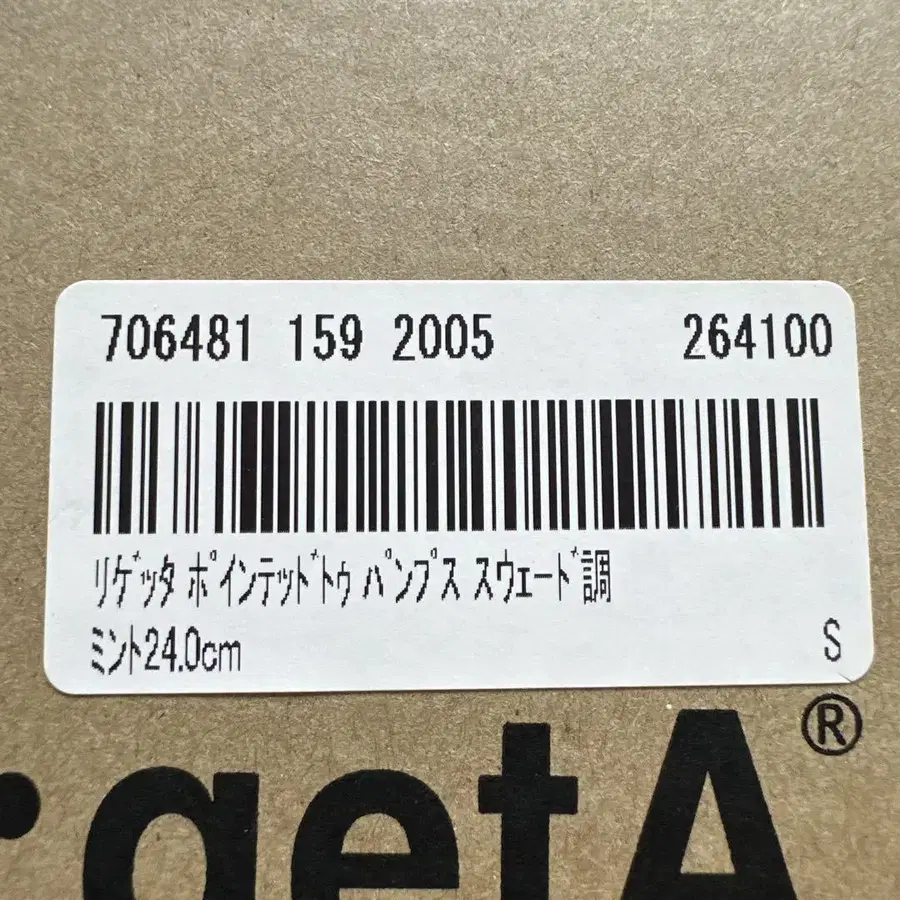 706481 159 2005 264100
ﾘｹﾞｯﾀ ﾎﾟｲﾝﾃｯﾄﾞﾄｩ ﾊﾟﾝﾌﾟｽ ｽｳｪｰﾄﾞ調
ﾐﾝﾄ24.0cm S
:getA®